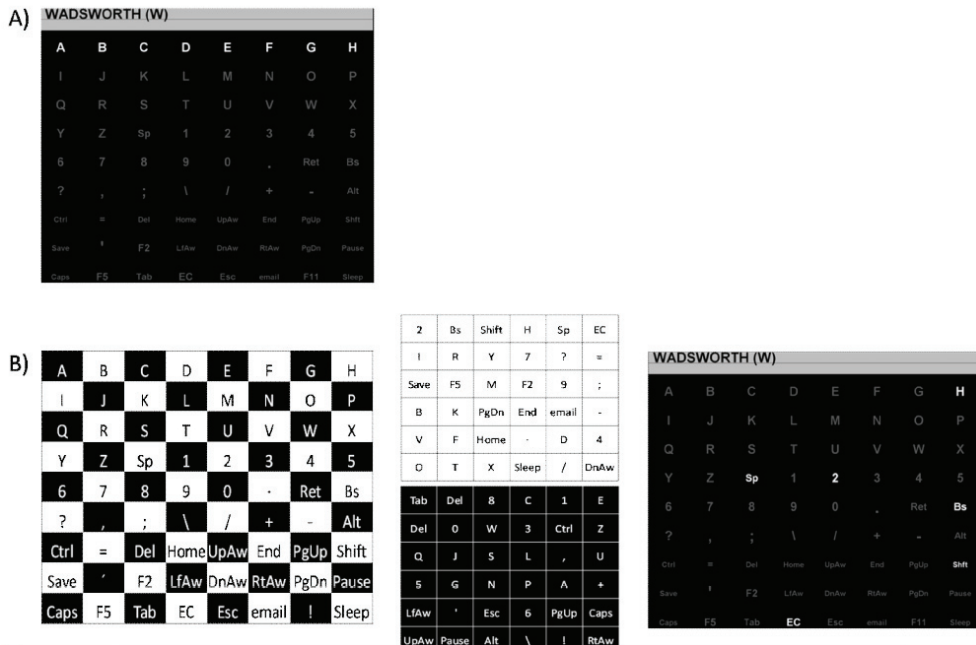 A)
WADSWORTH (W)
A B C D E F G H
I J K L M N O P
Q R S T U V W X
Y Z Sp 1 2 3 4 5
6 7 8 9 0 . Ret Bs
? , ; \ / + - Alt
Ctrl = Del Home UpAw End PgUp Shft
Save ' F2 LfAw DnAw RtAw PgDn Pause
Caps F5 Tab EC Esc email F11 Sleep
B)
A B C D E F G H
I J K L M N O P
Q R S T U V W X
Y Z Sp 1 2 3 4 5
6 7 8 9 0 . Ret Bs
? , ; \ / + - Alt
Ctrl = Del Home UpAw End PgUp Shift
Save ' F2 LfAw DnAw RtAw PgDn Pause
Caps F5 Tab EC Esc email ! Sleep
2 Bs Shift H Sp EC
I R Y 7 ? =
Save F5 M F2 9 ;
B K PgDn End email -
V F Home . D 4
O T X Sleep / DnAw
Tab Del 8 C 1 E
Del 0 W 3 Ctrl Z
Q J S L , U
5 G N P A +
LfAw ' Esc 6 PgUp Caps
UpAw Pause Alt \ ! RtAw
WADSWORTH (W)
A B C D E F G H
I J K L M N O P
Q R S T U V W X
Y Z Sp 1 2 3 4 5
6 7 8 9 0 . Ret Bs
? , ; \ / + - Alt
Ctrl = Del Home UpAw End PgUp Shft
Save ' F2 LfAw DnAw RtAw PgDn Pause
Caps F5 Tab EC Esc email F11 Sleep